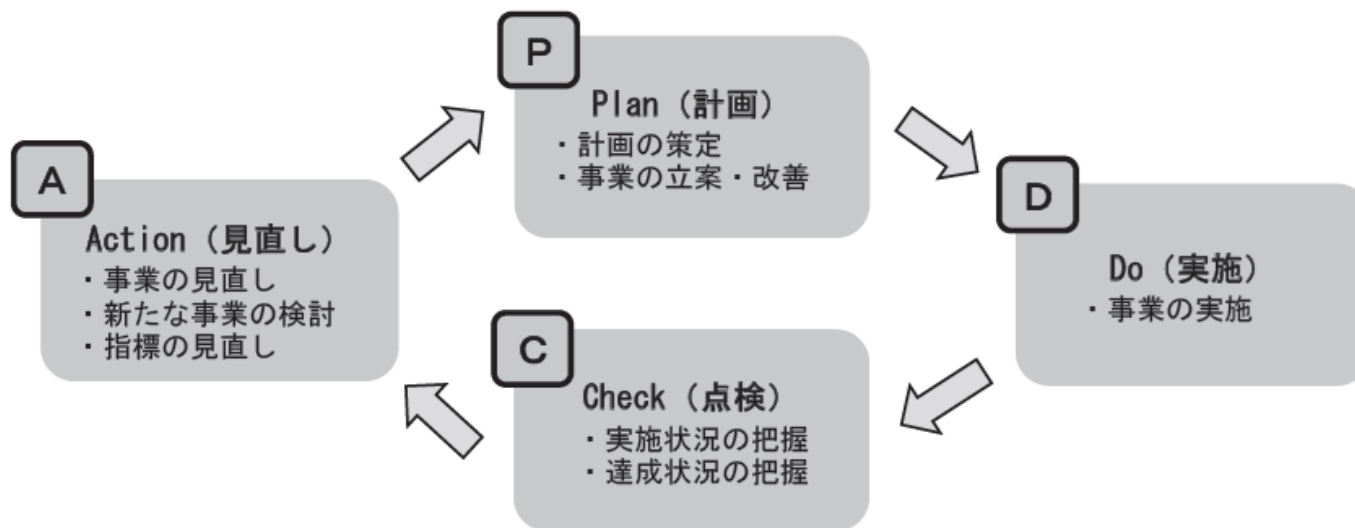 P
Plan（計画）
・計画の策定
・事業の立案・改善
D
Do（実施）
・事業の実施
C
Check（点検）
・実施状況の把握
・達成状況の把握
A
Action（見直し）
・事業の見直し
・新たな事業の検討
・指標の見直し